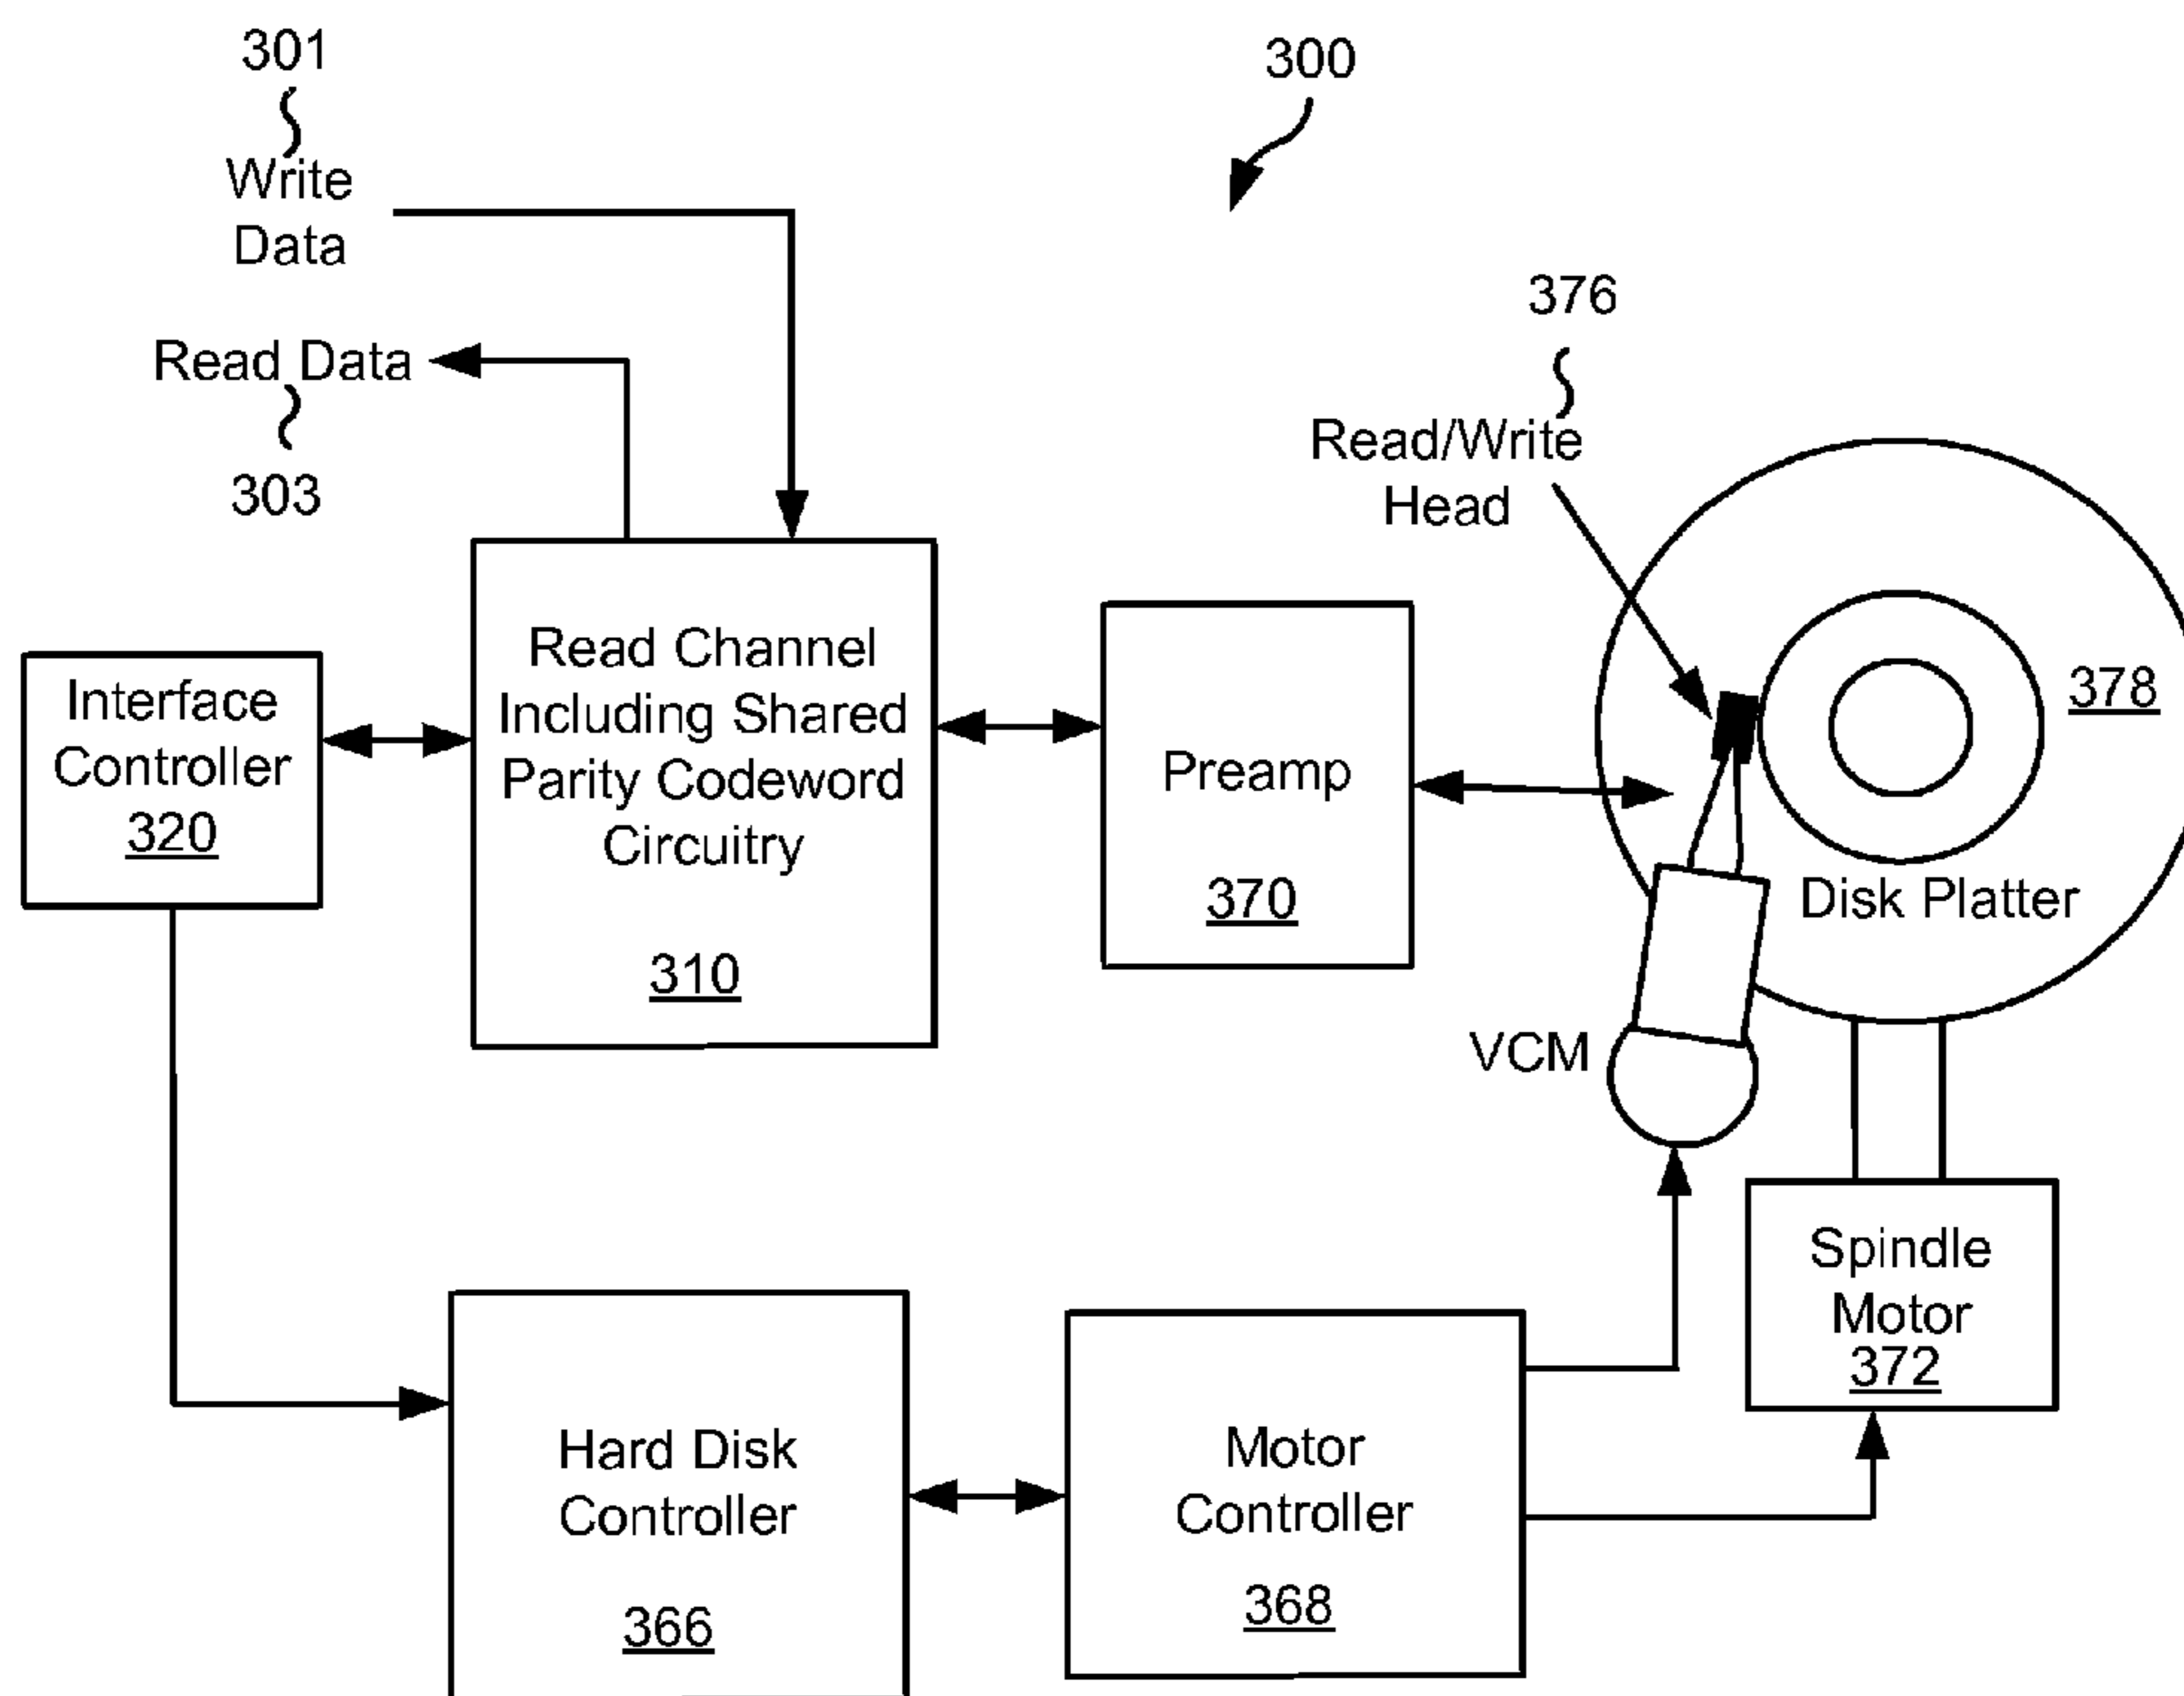 301
Write
Data
300
Read Data
303
376
Read/Write
Head
Interface
Controller
320
Read Channel
Including Shared
Parity Codeword
Circuitry
310
Preamp
370
378
Disk Platter
VCM
Spindle
Motor
372
Hard Disk
Controller
366
Motor
Controller
368